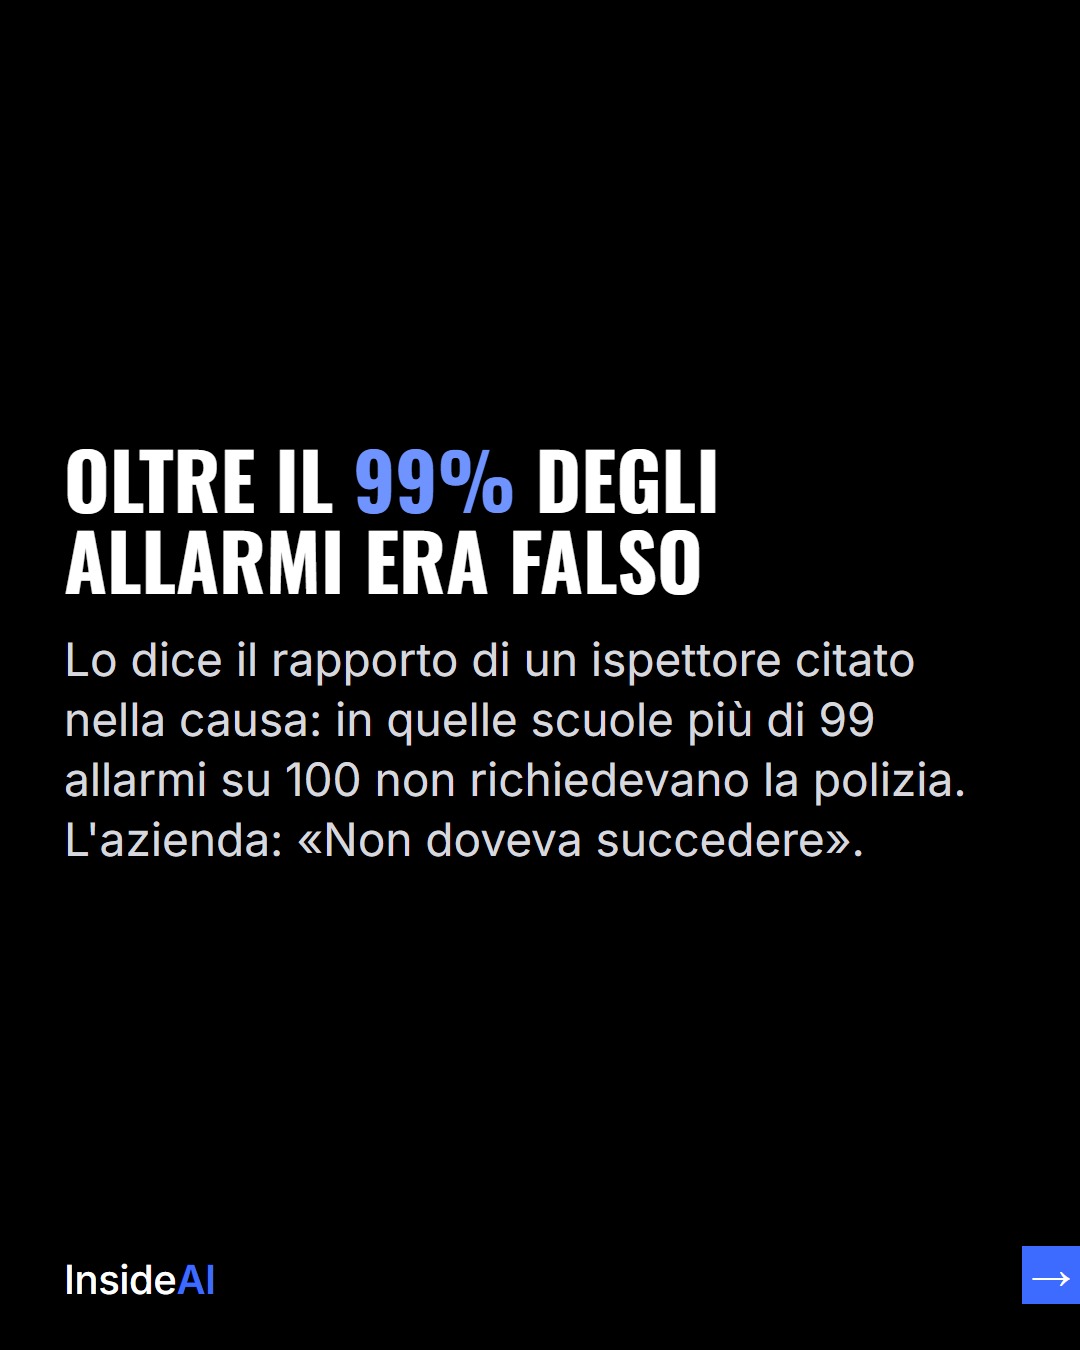 OLTRE IL 99% DEGLI
ALLARMI ERA FALSO
Lo dice il rapporto di un ispettore citato
nella causa: in quelle scuole più di 99
allarmi su 100 non richiedevano la polizia.
L'azienda: «Non doveva succedere».
InsideAI
→